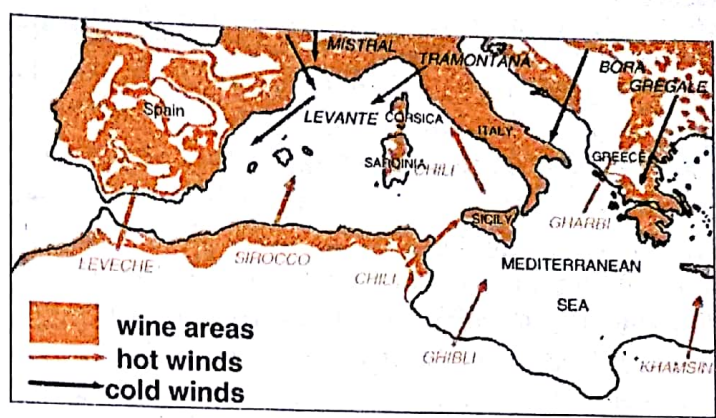 MISTRAL
TRAMONTANA
BORA
GREGALE
Spain
LEVANTE
CORSICA
ITALY
SARDINIA
CHILI
GREECE
SICILY
GHARBI
LEVECHE
SIROCCO
CHILI
MEDITERRANEAN
SEA
GHIBLI
KHAMSIN
wine areas
hot winds
cold winds